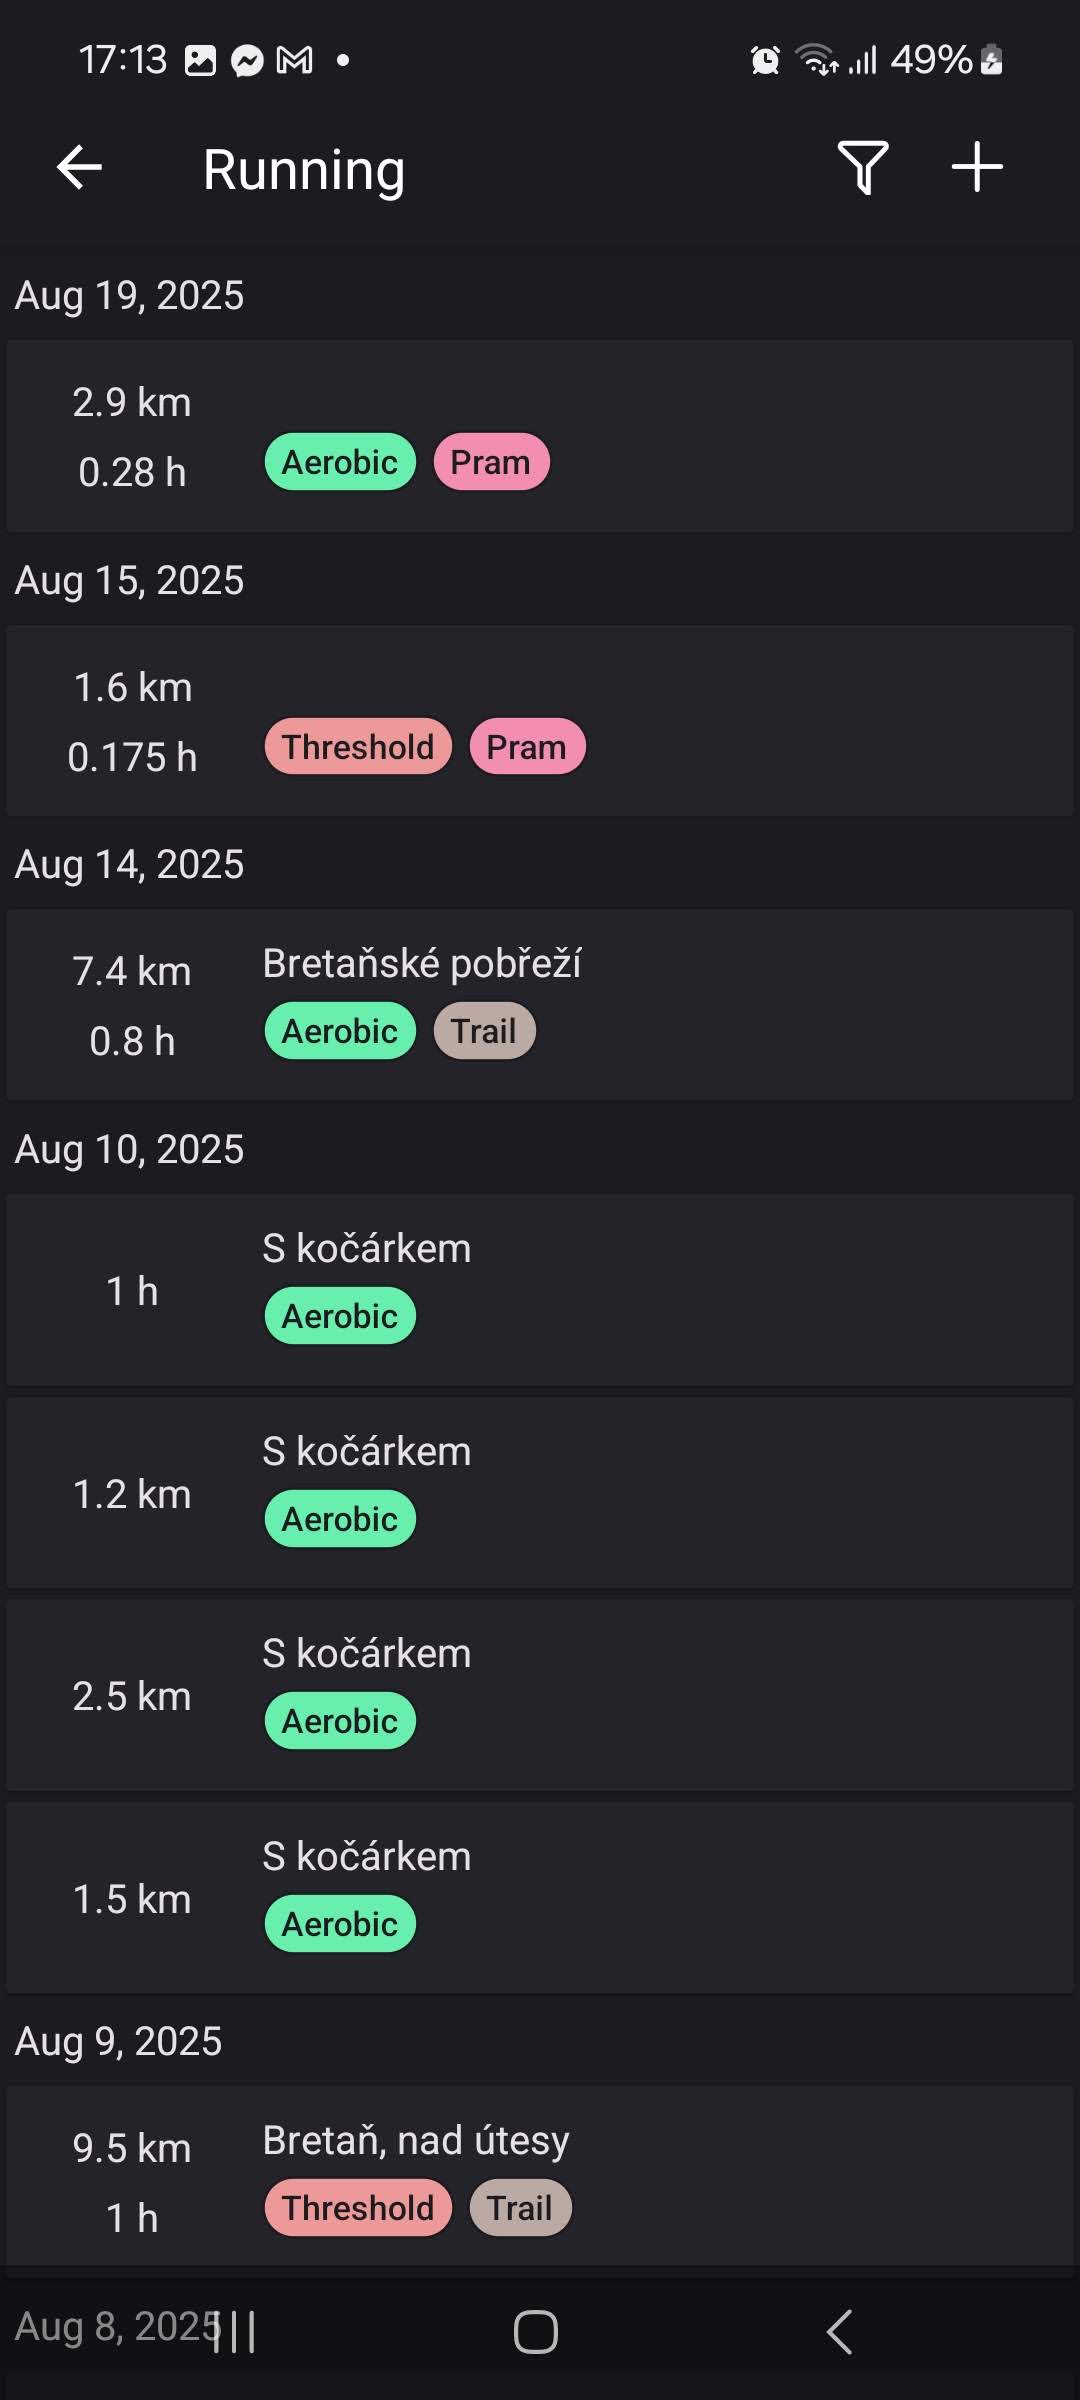 17:13
49%
Running
Aug 19, 2025
2.9 km
0.28 h
Aerobic Pram
Aug 15, 2025
1.6 km
0.175 h
Threshold Pram
Aug 14, 2025
7.4 km
Bretaňské pobřeží
0.8 h
Aerobic Trail
Aug 10, 2025
S kočárkem
1 h
Aerobic
S kočárkem
1.2 km
Aerobic
S kočárkem
2.5 km
Aerobic
S kočárkem
1.5 km
Aerobic
Aug 9, 2025
9.5 km
Bretaň, nad útesy
1 h
Threshold Trail
Aug 8, 2025